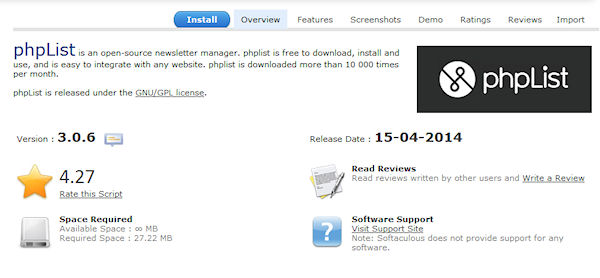 Install Overview Features Screenshots Demo Ratings Reviews Import
phpList is an open-source newsletter manager. phplist is free to download, install and
use, and is easy to integrate with any website. phplist is downloaded more than 10 000 times
per month.
phpList is released under the GNU/GPL license.
phpList
Version : 3.0.6
Release Date : 15-04-2014
4.27
Rate this Script
Read Reviews
Read reviews written by other users and Write a Review
Space Required
Available Space : ∞ MB
Required Space : 27.22 MB
Software Support
Visit Support Site
Note: Softaculous does not provide support for any
software.